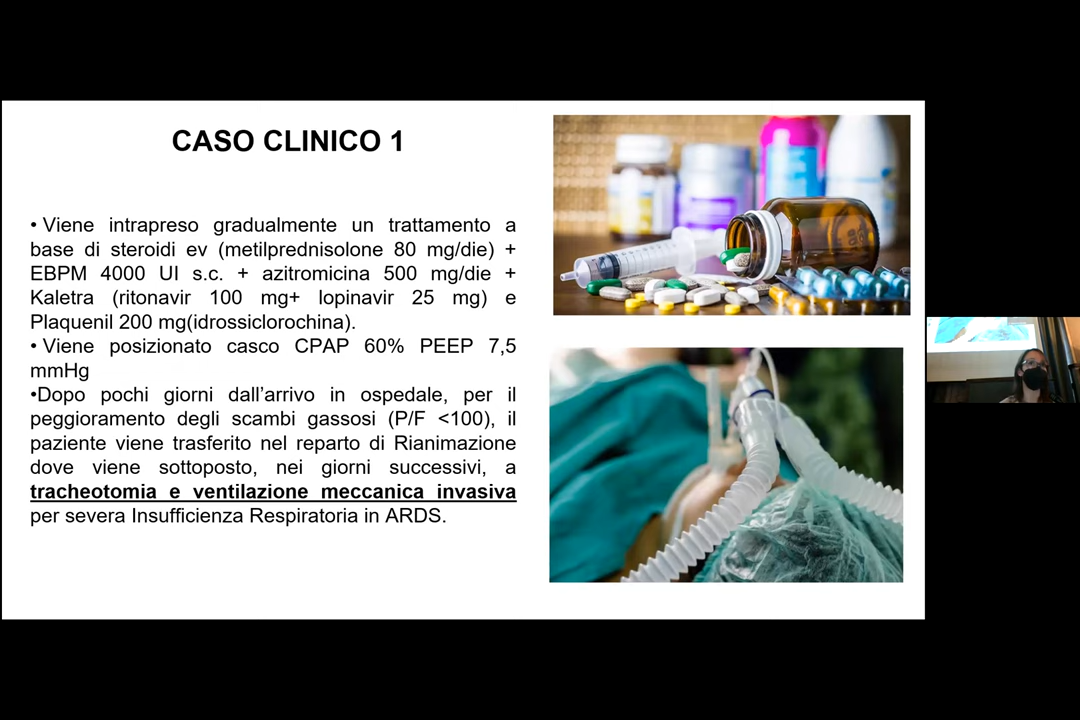 CASO CLINICO 1
• Viene intrapreso gradualmente un trattamento a
base di steroidi ev (metilprednisolone 80 mg/die) +
EBPM 4000 UI s.c. + azitromicina 500 mg/die +
Kaletra (ritonavir 100 mg+ lopinavir 25 mg) e
Plaquenil 200 mg(idrossiclorochina).
• Viene posizionato casco CPAP 60% PEEP 7,5
mmHg
•Dopo pochi giorni dall’arrivo in ospedale, per il
peggioramento degli scambi gassosi (P/F <100), il
paziente viene trasferito nel reparto di Rianimazione
dove viene sottoposto, nei giorni successivi, a
tracheotomia e ventilazione meccanica invasiva
per severa Insufficienza Respiratoria in ARDS.